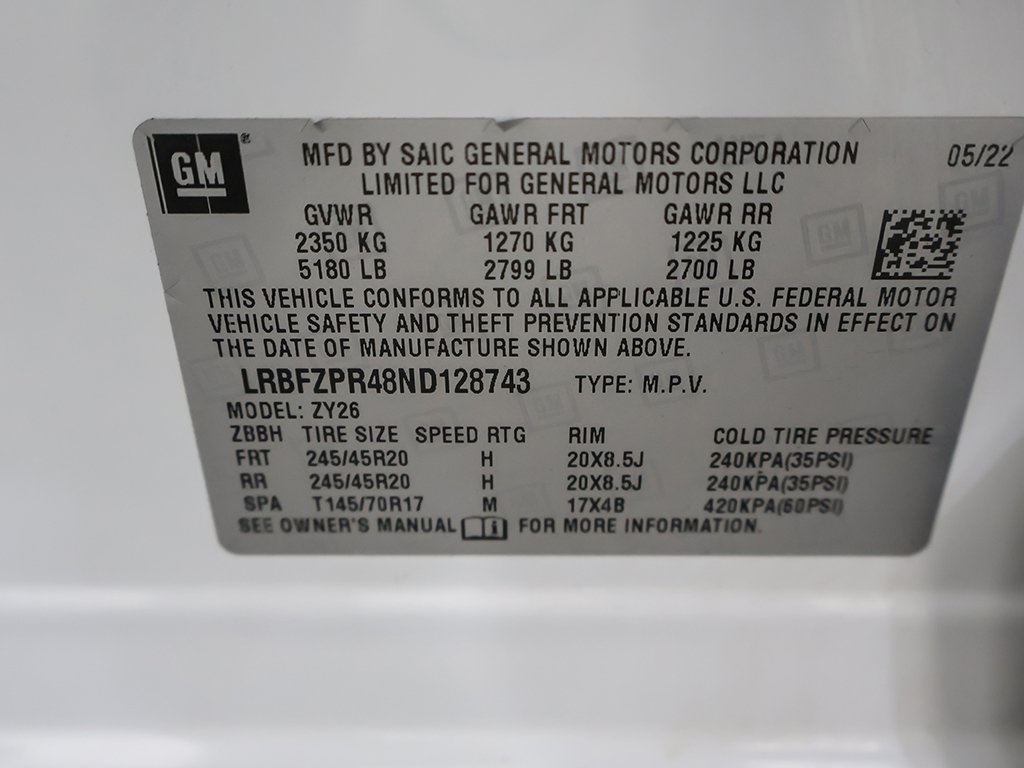 GM ®
MFD BY SAIC GENERAL MOTORS CORPORATION 05/22
LIMITED FOR GENERAL MOTORS LLC
GVWR GAWR FRT GAWR RR
2350 KG 1270 KG 1225 KG
5180 LB 2799 LB 2700 LB
THIS VEHICLE CONFORMS TO ALL APPLICABLE U.S. FEDERAL MOTOR
VEHICLE SAFETY AND THEFT PREVENTION STANDARDS IN EFFECT ON
THE DATE OF MANUFACTURE SHOWN ABOVE.
LRBFZPR48ND128743 TYPE: M.P.V.
MODEL: ZY26
ZBBH TIRE SIZE SPEED RTG RIM COLD TIRE PRESSURE
FRT 245/45R20 H 20X8.5J 240KPA(35PSI)
RR 245/45R20 H 20X8.5J 240KPA(35PSI)
SPA T145/70R17 M 17X4B 420KPA(60PSI)
SEE OWNER'S MANUAL i FOR MORE INFORMATION.